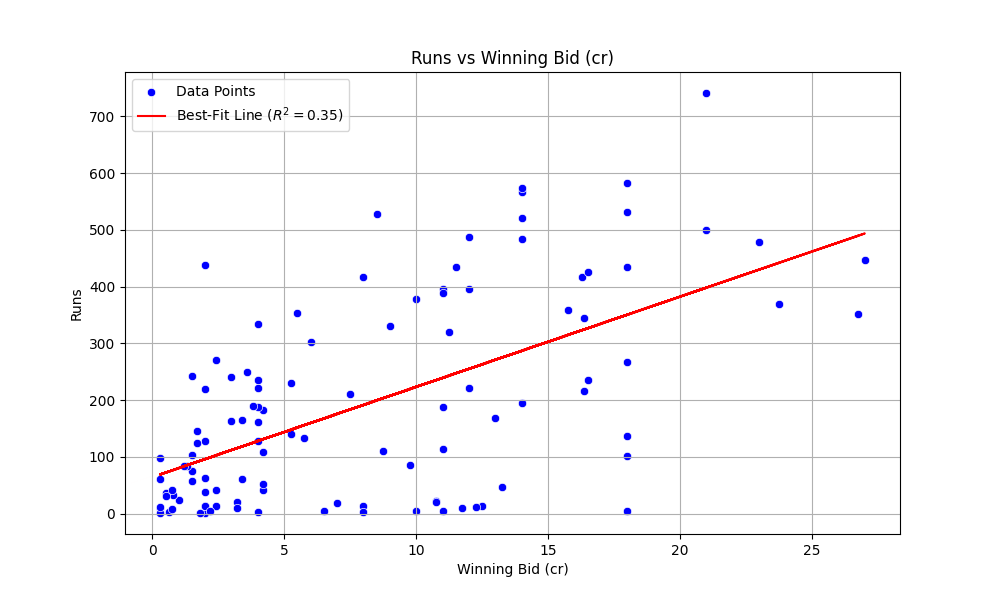 Runs vs Winning Bid (cr)
Data Points
Best-Fit Line (R² = 0.35)
700
600
500
400
300
200
100
0
Runs
0 5 10 15 20 25
Winning Bid (cr)